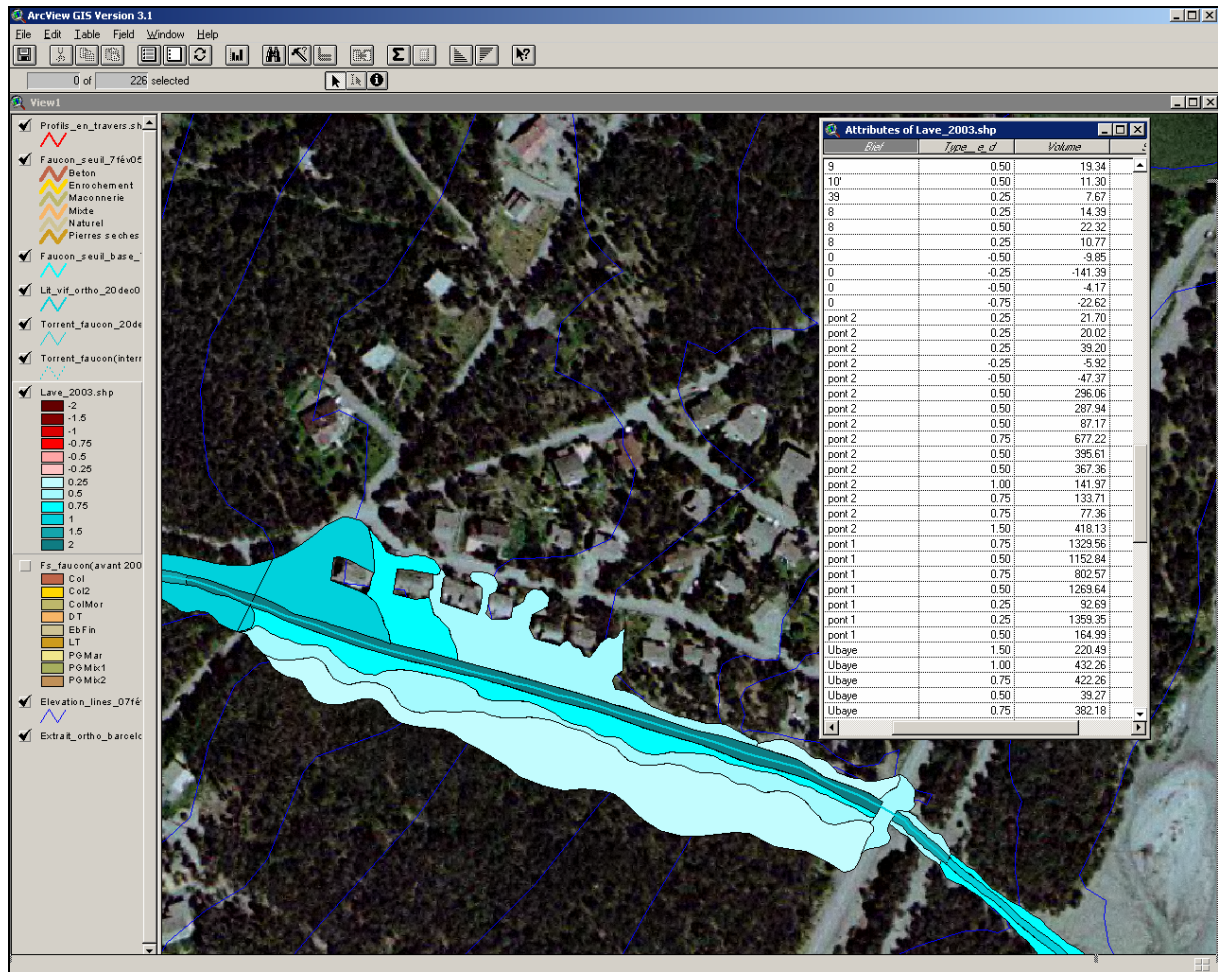 ArcView GIS Version 3.1
File Edit Table Field Window Help
0 of 226 selected
View1
Profils_en_travers.sh
Faucon_seuil_7fév05
Beton
Enrochement
Maconnerie
Mixte
Naturel
Pierres seches
Faucon_seuil_base_
Lit_vif_ortho_20dec0
Torrent_faucon_20de
Torrent_faucon(interr
Lave_2003.shp
-2
-1.5
-1
-0.75
-0.5
-0.25
0.25
0.5
0.75
1
1.5
2
Fs_faucon(avant 200
Col
Col2
ColMor
DT
EbFin
LT
PGMar
PGMix1
PGMix2
Elevation_lines_07fé
Extrait_ortho_barcelo
Attributes of Lave_2003.shp
Bief Type__e_d Volume S
9 0.50 19.34
10' 0.50 11.30
39 0.25 7.67
8 0.25 14.39
8 0.50 22.32
8 0.25 10.77
0 -0.50 -9.85
0 -0.25 -141.39
0 -0.50 -4.17
0 -0.75 -22.62
pont 2 0.25 21.70
pont 2 0.25 20.02
pont 2 0.25 39.20
pont 2 -0.25 -5.92
pont 2 -0.50 -47.37
pont 2 0.50 296.06
pont 2 0.50 287.94
pont 2 0.50 87.17
pont 2 0.75 677.22
pont 2 0.50 395.61
pont 2 0.50 367.36
pont 2 1.00 141.97
pont 2 0.75 133.71
pont 2 0.75 77.36
pont 2 1.50 418.13
pont 1 0.75 1329.56
pont 1 0.50 1152.84
pont 1 0.75 802.57
pont 1 0.50 1269.64
pont 1 0.25 92.69
pont 1 0.25 1359.35
pont 1 0.50 164.99
Ubaye 1.50 220.49
Ubaye 1.00 432.26
Ubaye 0.75 422.26
Ubaye 0.50 39.27
Ubaye 0.75 382.18